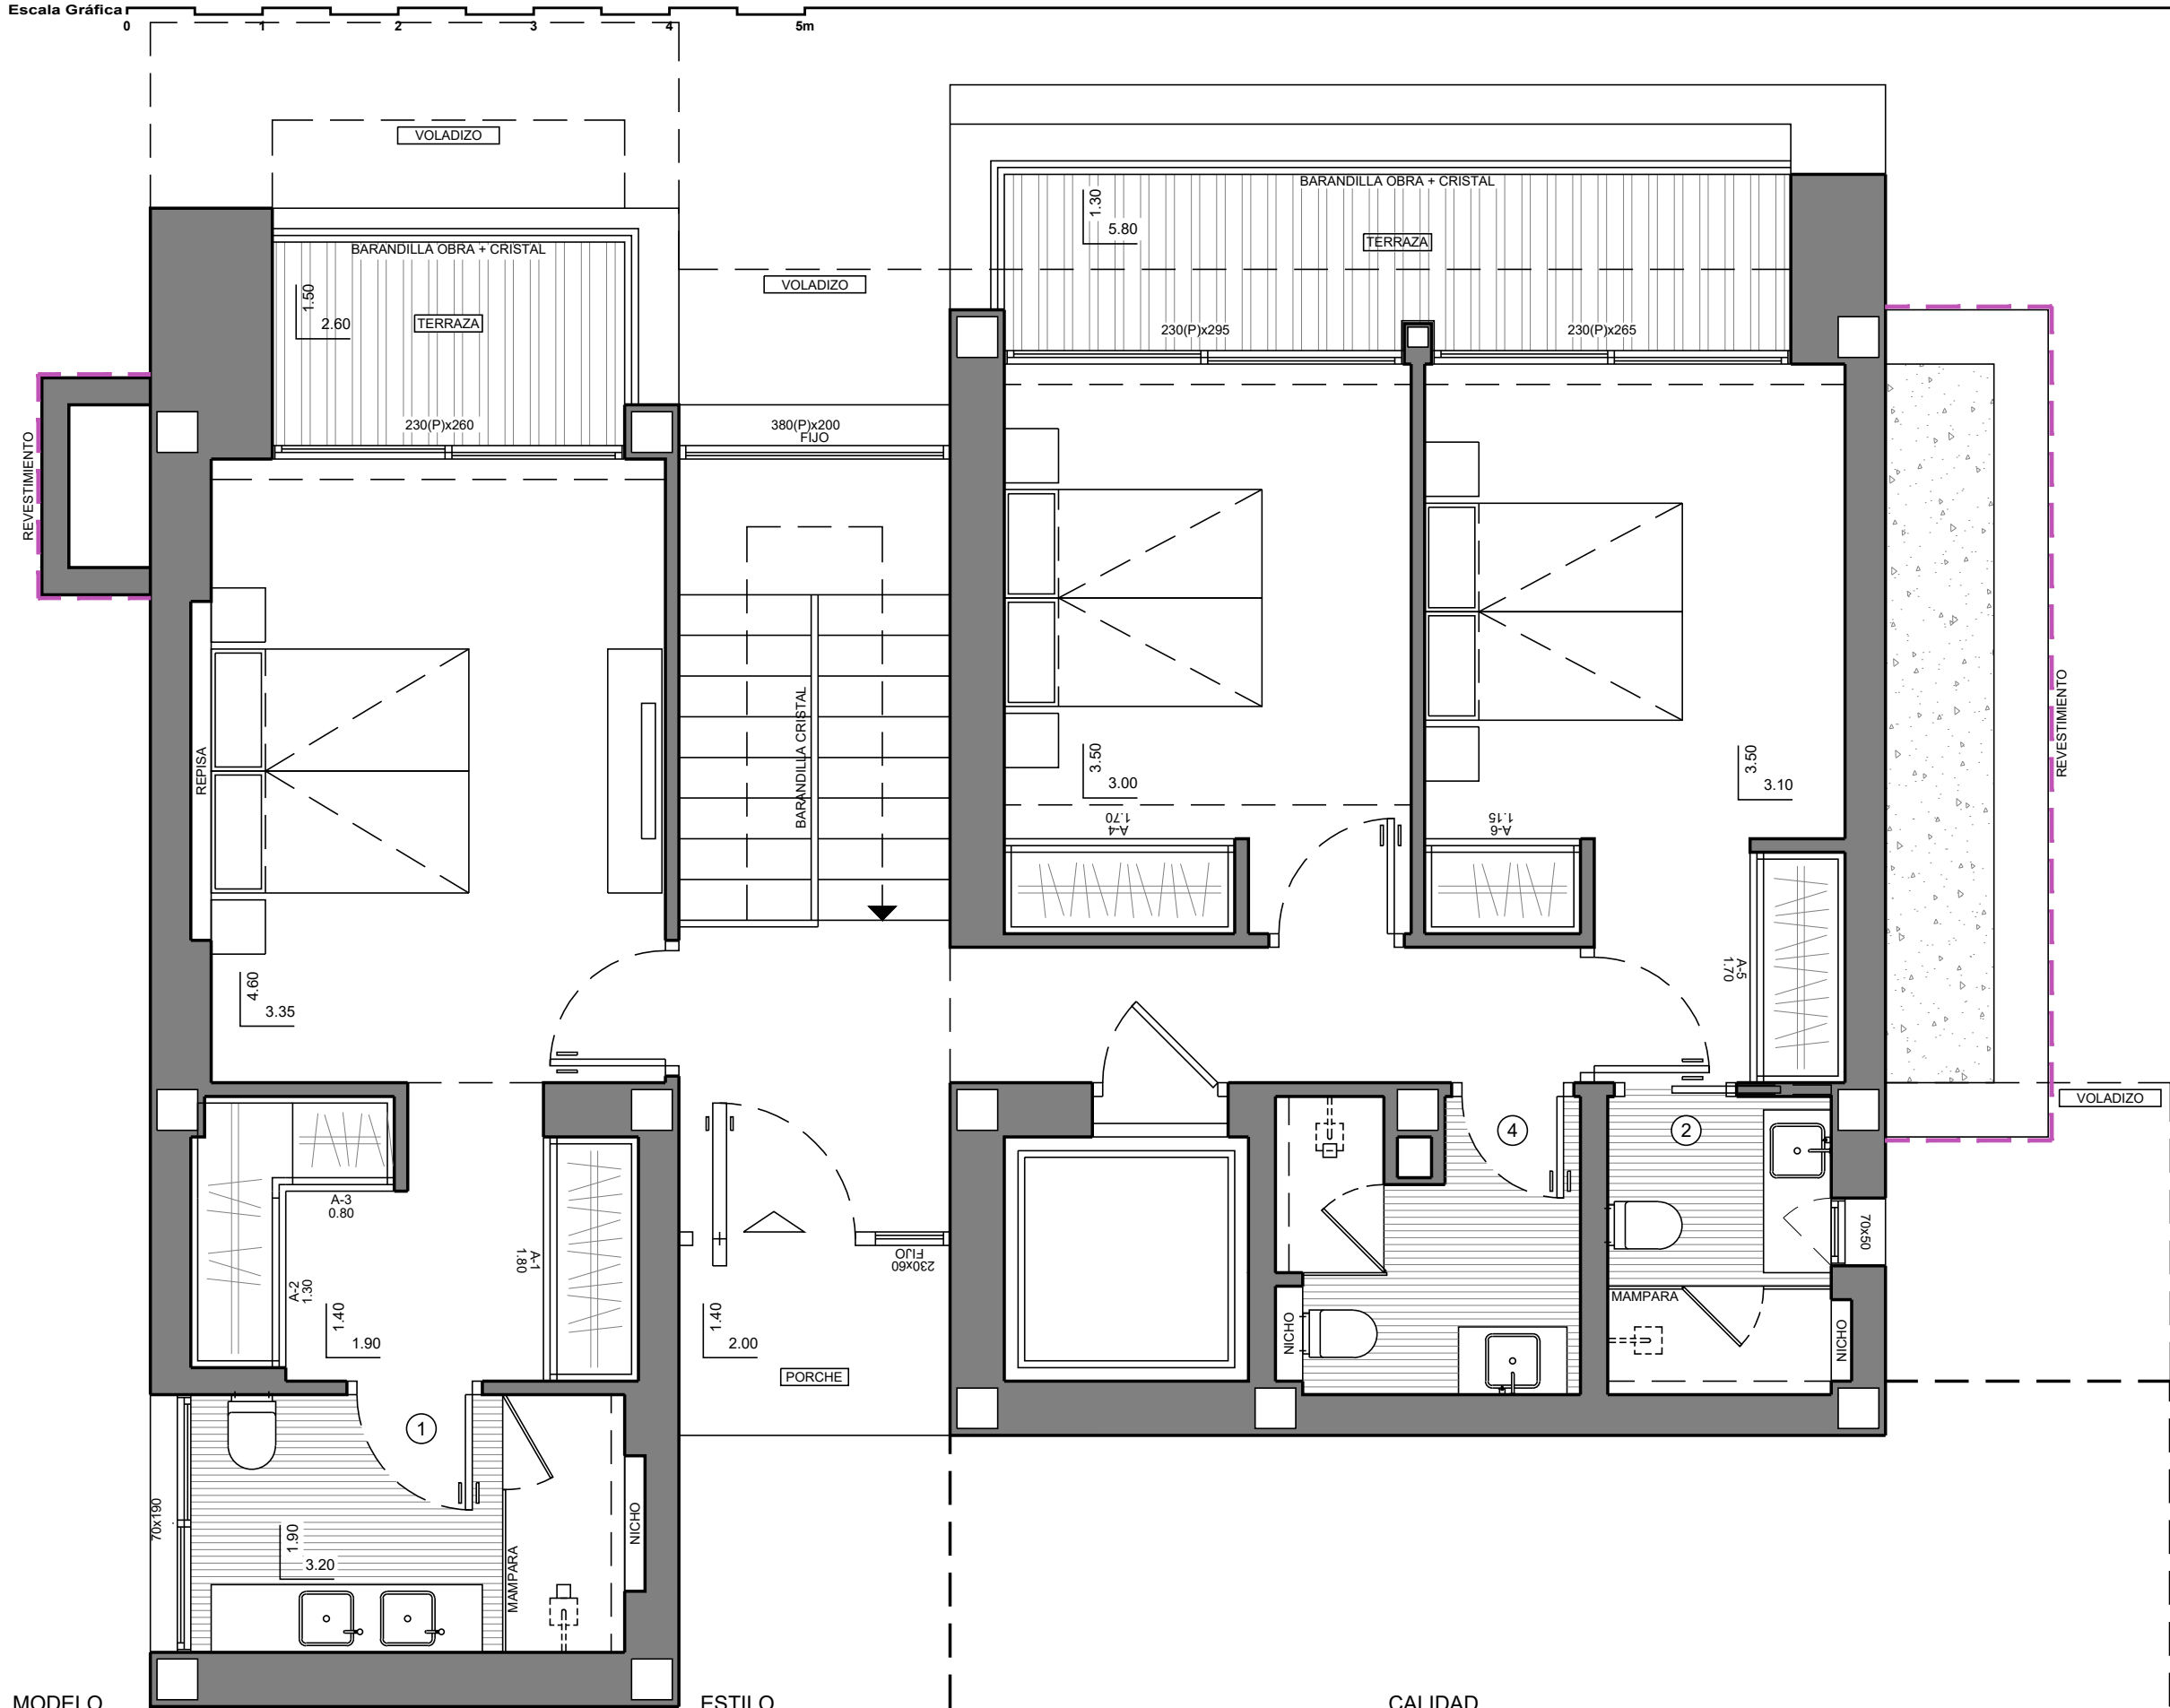 Escala Gráfica
0 1 2 3 4 5m
VOLADIZO
BARANDILLA OBRA + CRISTAL
1.30
5.80
TERRAZA
BARANDILLA OBRA + CRISTAL
VOLADIZO
1.50
2.60
TERRAZA
230(P)x295
230(P)x265
230(P)x260
380(P)x200
FIJO
REVESTIMIENTO
REVESTIMIENTO
REPISA
BARANDILLA CRISTAL
3.50
3.00
3.50
3.10
A-4
1.70
A-6
1.15
A-5
1.70
4.60
3.35
VOLADIZO
4
2
A-3
0.80
A-2
1.30
1.40
1.90
A-1
1.80
230x60
FIJO
70x50
MAMPARA
NICHO
NICHO
1.40
2.00
PORCHE
1
70x190
1.90
3.20
MAMPARA
NICHO
MODELO
ESTILO
CALIDAD